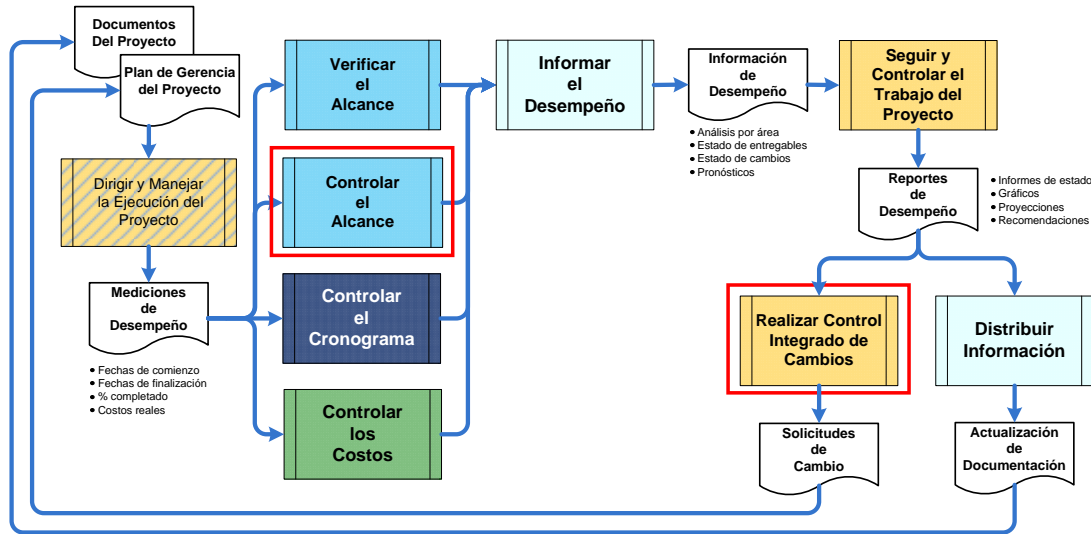 Documentos
Del Proyecto
Plan de Gerencia
del Proyecto
Dirigir y Manejar
la Ejecución del
Proyecto
Mediciones
de
Desempeño
• Fechas de comienzo
• Fechas de finalización
• % completado
• Costos reales
Verificar
el
Alcance
Controlar
el
Alcance
Controlar
el
Cronograma
Controlar
los
Costos
Informar
el
Desempeño
Información
de
Desempeño
• Análisis por área
• Estado de entregables
• Estado de cambios
• Pronósticos
Seguir y
Controlar el
Trabajo del
Proyecto
Reportes
de
Desempeño
• Informes de estado
• Gráficos
• Proyecciones
• Recomendaciones
Realizar Control
Integrado de
Cambios
Distribuir
Información
Solicitudes
de
Cambio
Actualización
de
Documentación